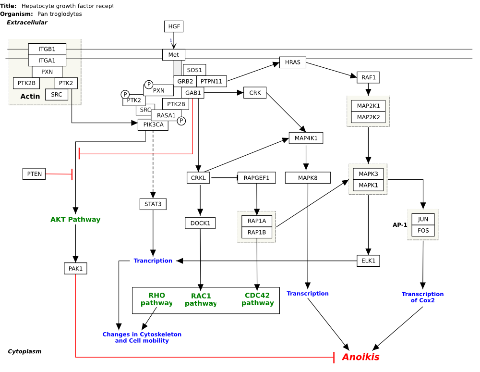 Title: Hepatocyte growth factor recept
Organism: Pan troglodytes
Extracellular
HGF
ITGB1
ITGA1
PXN
PTK2B
PTK2
SRC
Actin
Met
SOS1
GRB2
PTPN11
GAB1
P
PXN
P
PTK2
PTK2B
SRC
RASA1
P
PIK3CA
HRAS
RAF1
CRK
MAP2K1
MAP2K2
MAP4K1
PTEN
CRKL
RAPGEF1
MAPK8
MAPK3
MAPK1
STAT3
DOCK1
RAP1A
RAP1B
AP-1
JUN
FOS
AKT Pathway
PAK1
Trancription
ELK1
RHO
pathway
RAC1
pathway
CDC42
pathway
Transcription
Transcription
of Cox2
Changes in Cytoskeleton
and Cell mobility
Cytoplasm
Anoikis